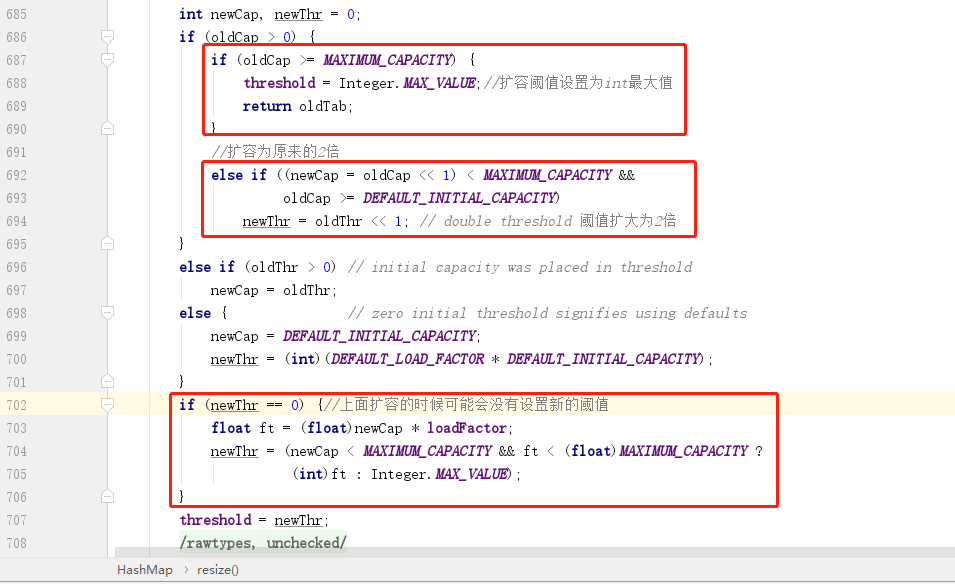 685 int newCap, newThr = 0;
686 if (oldCap > 0) {
687 if (oldCap >= MAXIMUM_CAPACITY) {
688 threshold = Integer.MAX_VALUE;//扩容阈值设置为int最大值
689 return oldTab;
690 }
691 //扩容为原来的2倍
692 else if ((newCap = oldCap << 1) < MAXIMUM_CAPACITY &&
693 oldCap >= DEFAULT_INITIAL_CAPACITY)
694 newThr = oldThr << 1; // double threshold 阈值扩大为2倍
695 }
696 else if (oldThr > 0) // initial capacity was placed in threshold
697 newCap = oldThr;
698 else { // zero initial threshold signifies using defaults
699 newCap = DEFAULT_INITIAL_CAPACITY;
700 newThr = (int)(DEFAULT_LOAD_FACTOR * DEFAULT_INITIAL_CAPACITY);
701 }
702 if (newThr == 0) {//上面扩容的时候可能会没有设置新的阈值
703 float ft = (float)newCap * loadFactor;
704 newThr = (newCap < MAXIMUM_CAPACITY && ft < (float)MAXIMUM_CAPACITY ?
705 (int)ft : Integer.MAX_VALUE);
706 }
707 threshold = newThr;
708 /rawtypes, unchecked/
HashMap › resize()